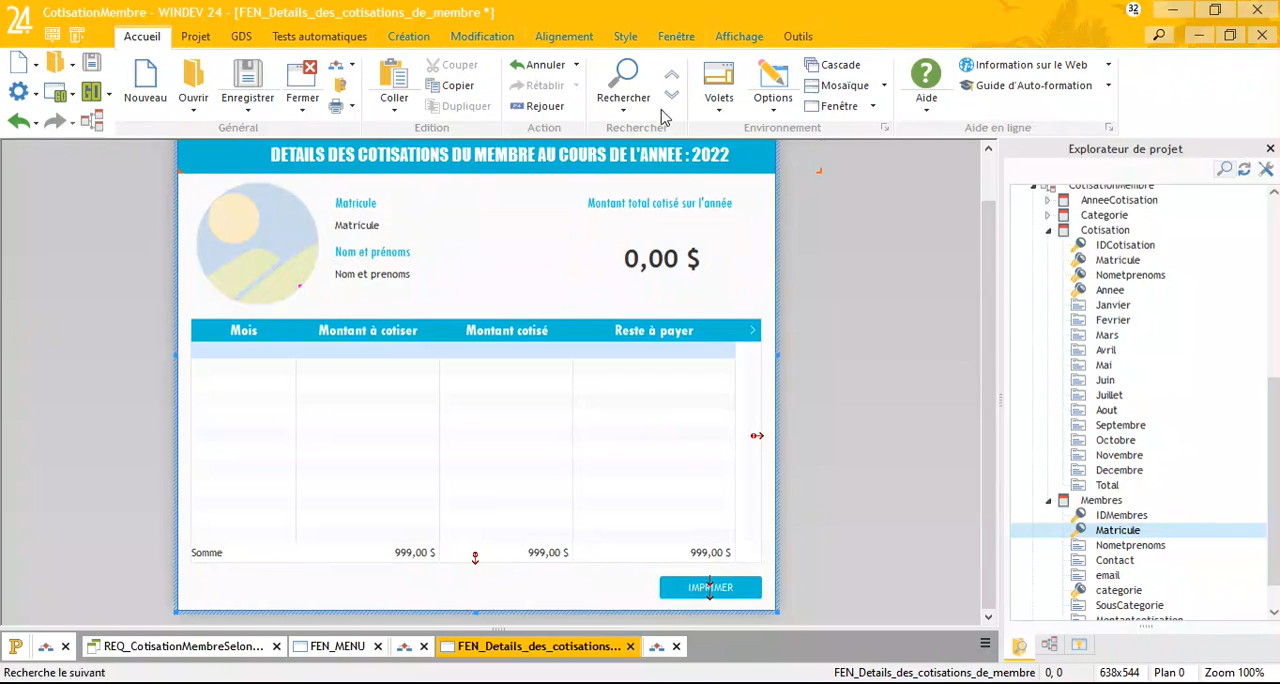 24 CotisationMembre - WINDEV 24 - [FEN_Details_des_cotisations_de_membre *] 32
Accueil Projet GDS Tests automatiques Création Modification Alignement Style Fenêtre Affichage Outils
Nouveau Ouvrir Enregistrer Fermer
Général
Coller Couper Copier Dupliquer
Edition
Annuler Rétablir Rejouer
Action
Rechercher
Rechercher
Volets Options Cascade Mosaïque Fenêtre
Environnement
Aide Information sur le Web Guide d'Auto-formation
Aide en ligne
GO
DETAILS DES COTISATIONS DU MEMBRE AU COURS DE L'ANNEE : 2022
Matricule Montant total cotisé sur l'année
Matricule
Nom et prénoms 0,00 $
Nom et prenoms
Mois Montant à cotiser Montant cotisé Reste à payer
Somme 999,00 $ 999,00 $ 999,00 $
IMPRIMER
Explorateur de projet
CotisationMembre
AnneeCotisation
Categorie
Cotisation
IDCotisation
Matricule
Nometprenoms
Annee
Janvier
Fevrier
Mars
Avril
Mai
Juin
Juillet
Aout
Septembre
Octobre
Novembre
Decembre
Total
Membres
IDMembres
Matricule
Nometprenoms
Contact
email
categorie
SousCategorie
Montantcotisation
P REQ_CotisationMembreSelon... FEN_MENU FEN_Details_des_cotisations...
Recherche le suivant FEN_Details_des_cotisations_de_membre 0, 0 638x544 Plan 0 Zoom 100%